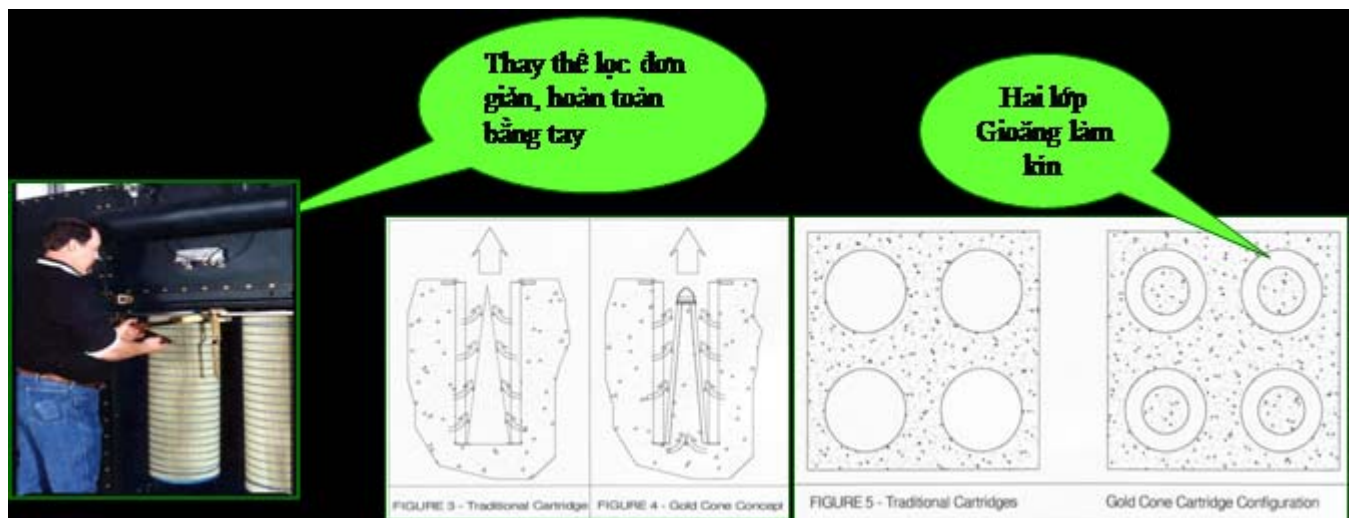 Thay thế lọc đơn
giản, hoàn toàn
bằng tay
Hai lớp
Gioăng làm
kín
FIGURE 3 - Traditional Cartridge
FIGURE 4 - Gold Cone Concept
FIGURE 5 - Traditional Cartridges
Gold Cone Cartridge Configuration